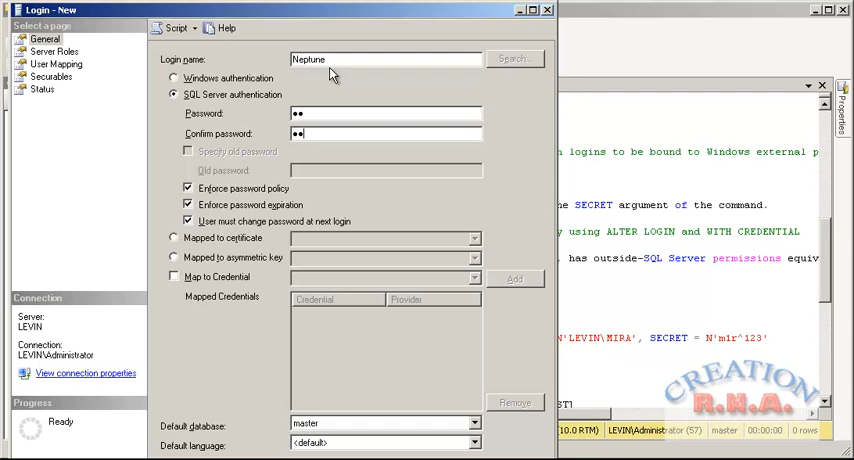 Login - New
Select a page
General
Server Roles
User Mapping
Securables
Status
Script
Help
Login name:
Neptune
Search...
Windows authentication
SQL Server authentication
Password:
●●
Confirm password:
●●
Specify old password
Old password:
Enforce password policy
Enforce password expiration
User must change password at next login
Mapped to certificate
Mapped to asymmetric key
Map to Credential
Add
Mapped Credentials
Credential
Provider
Remove
Default database:
master
Default language:
<default>
Connection
Server:
LEVIN
Connection:
LEVIN\Administrator
View connection properties
Progress
Ready
Properties
n logins to be bound to Windows external p
he SECRET argument of the command.
y using ALTER LOGIN and WITH CREDENTIAL
, has outside-SQL Server permissions equiv
N'LEVIN\MIRA', SECRET = N'm1r^123'
ST]
CREATION
R.N.A.
(10.0 RTM)
LEVIN\Administrator (57)
master
00:00:00
0 rows